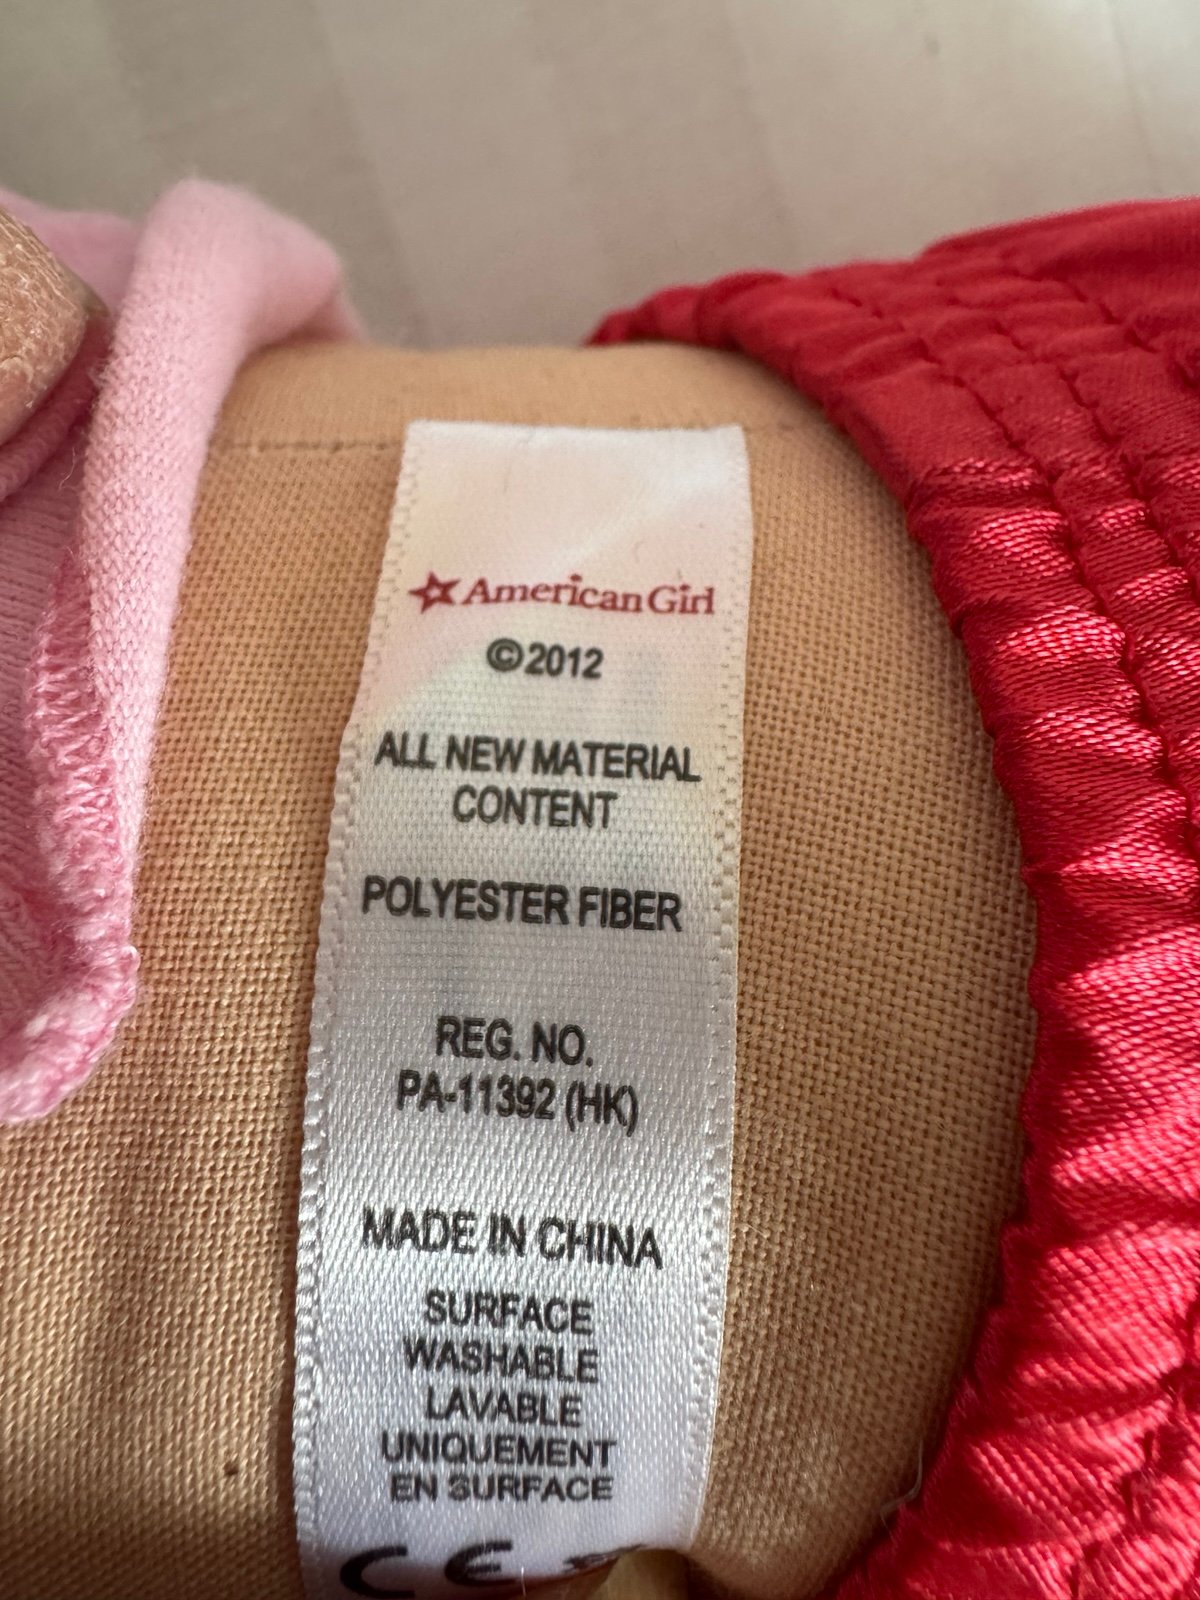 American Girl
©2012
ALL NEW MATERIAL
CONTENT
POLYESTER FIBER
REG. NO.
PA-11392 (HK)
MADE IN CHINA
SURFACE
WASHABLE
LAVABLE
UNIQUEMENT
EN SURFACE
CE